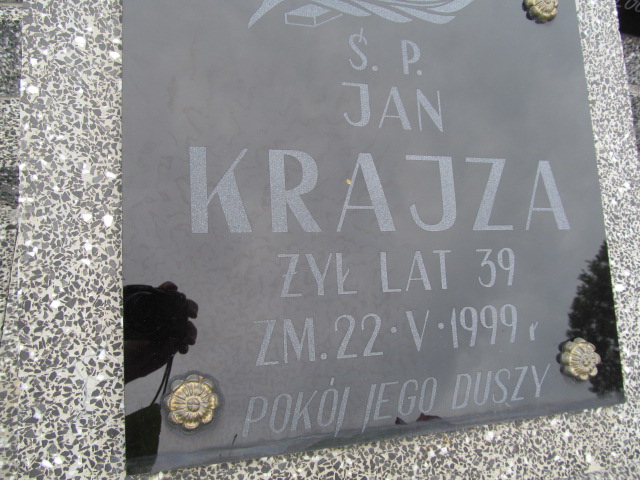 Ś. P.
JAN
KRAJZA
ŻYŁ LAT 39
ZM. 22·V·1999 r
POKÓJ JEGO DUSZY